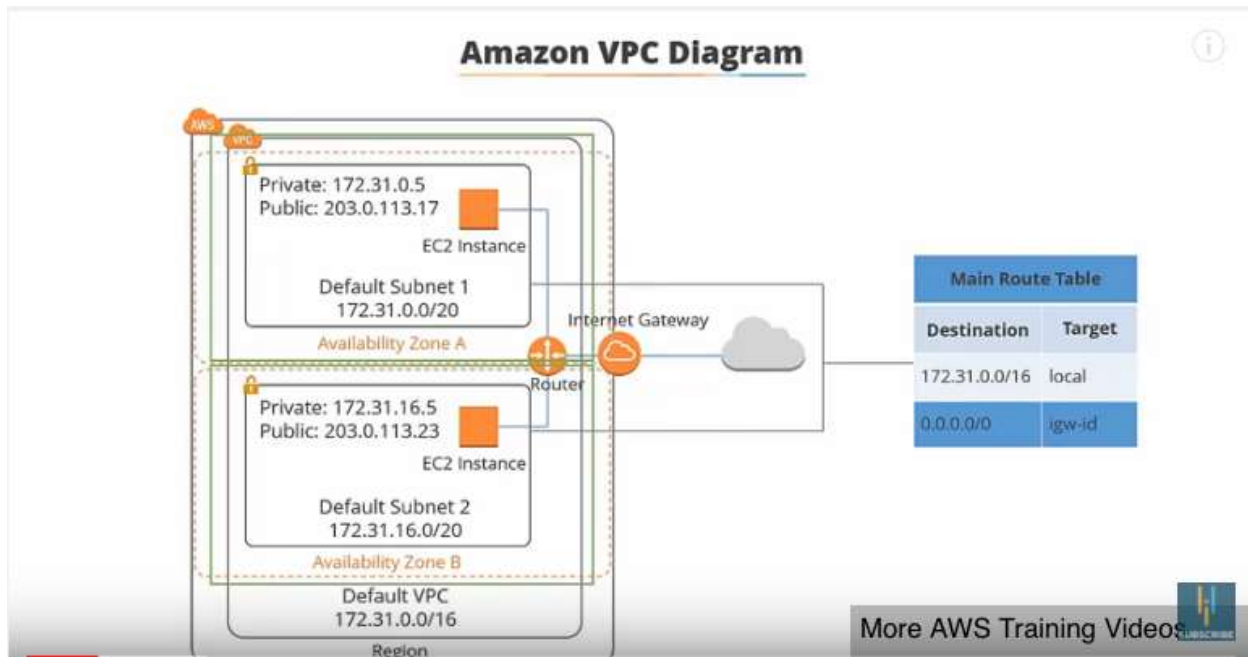 Amazon VPC Diagram
AWS
VPC
Private: 172.31.0.5
Public: 203.0.113.17
EC2 Instance
Default Subnet 1
172.31.0.0/20
Availability Zone A
Internet Gateway
Router
Private: 172.31.16.5
Public: 203.0.113.23
EC2 Instance
Default Subnet 2
172.31.16.0/20
Availability Zone B
Default VPC
172.31.0.0/16
Region
Main Route Table
Destination Target
172.31.0.0/16 local
0.0.0.0/0 igw-id
More AWS Training Videos
SUBSCRIBE